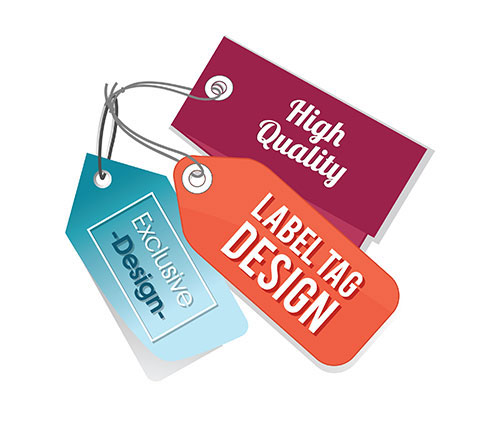 High
Quality
LABEL TAG
DESIGN
Exclusive
-Design-